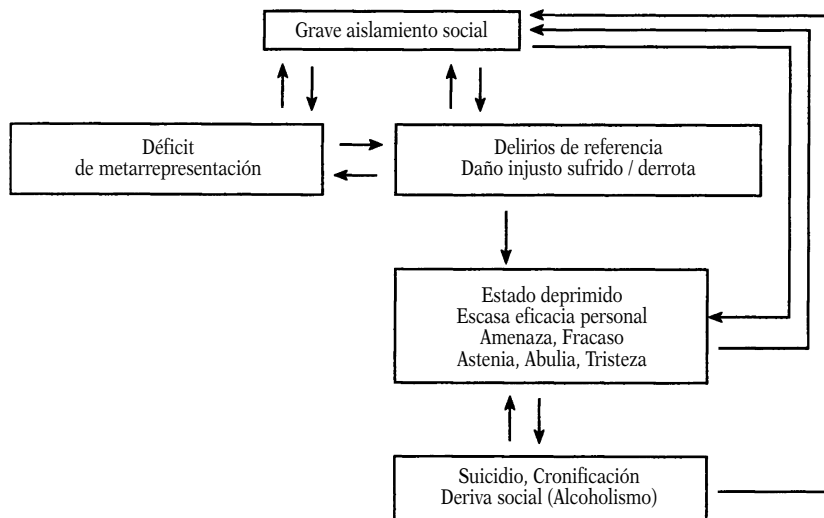 Grave aislamiento social
Déficit
de metarrepresentación
Delirios de referencia
Daño injusto sufrido / derrota
Estado deprimido
Escasa eficacia personal
Amenaza, Fracaso
Astenia, Abulia, Tristeza
Suicidio, Cronificación
Deriva social (Alcoholismo)